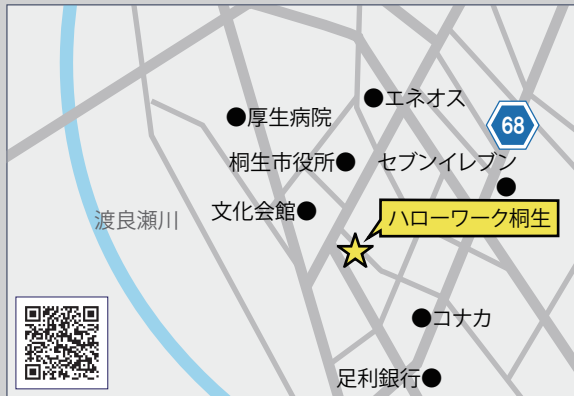 エネオス
厚生病院
68
桐生市役所
セブンイレブン
文化会館
ハローワーク桐生
渡良瀬川
コナカ
足利銀行